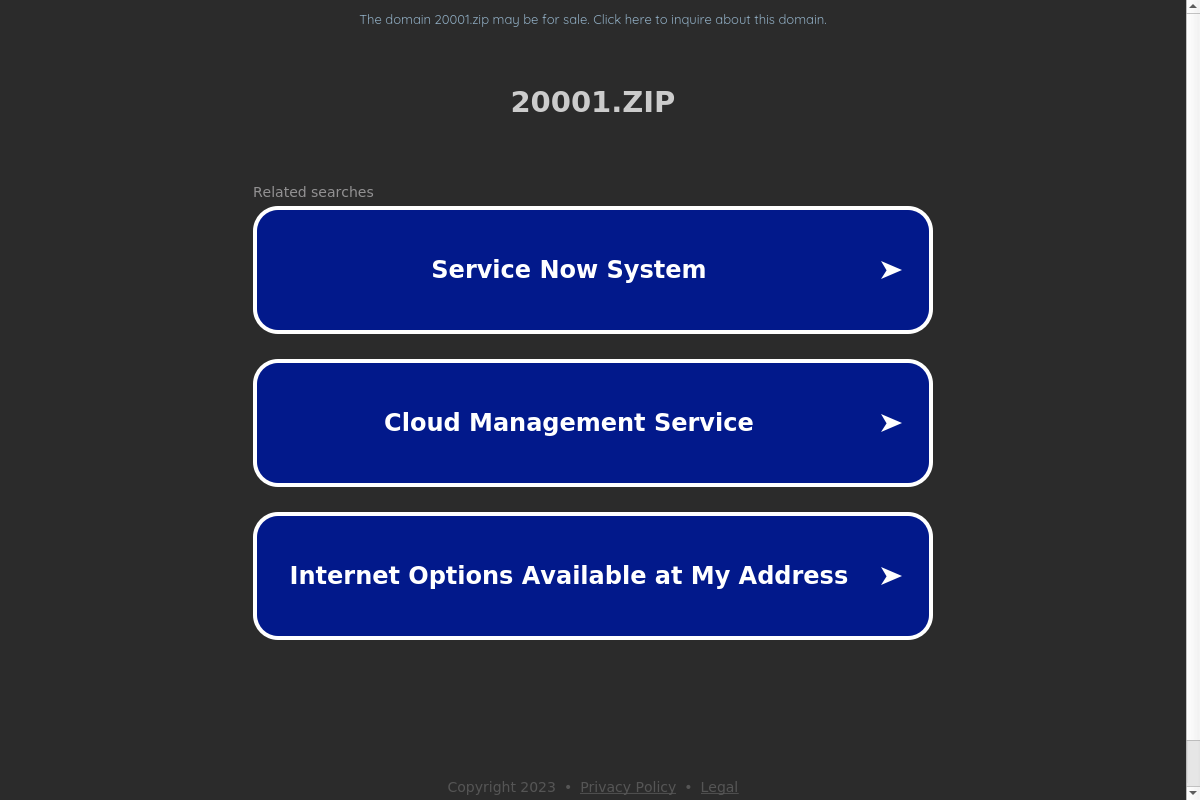 The domain 20001.zip may be for sale. Click here to inquire about this domain.
20001.ZIP
Related searches
Service Now System
Cloud Management Service
Internet Options Available at My Address
Copyright 2023 • Privacy Policy • Legal